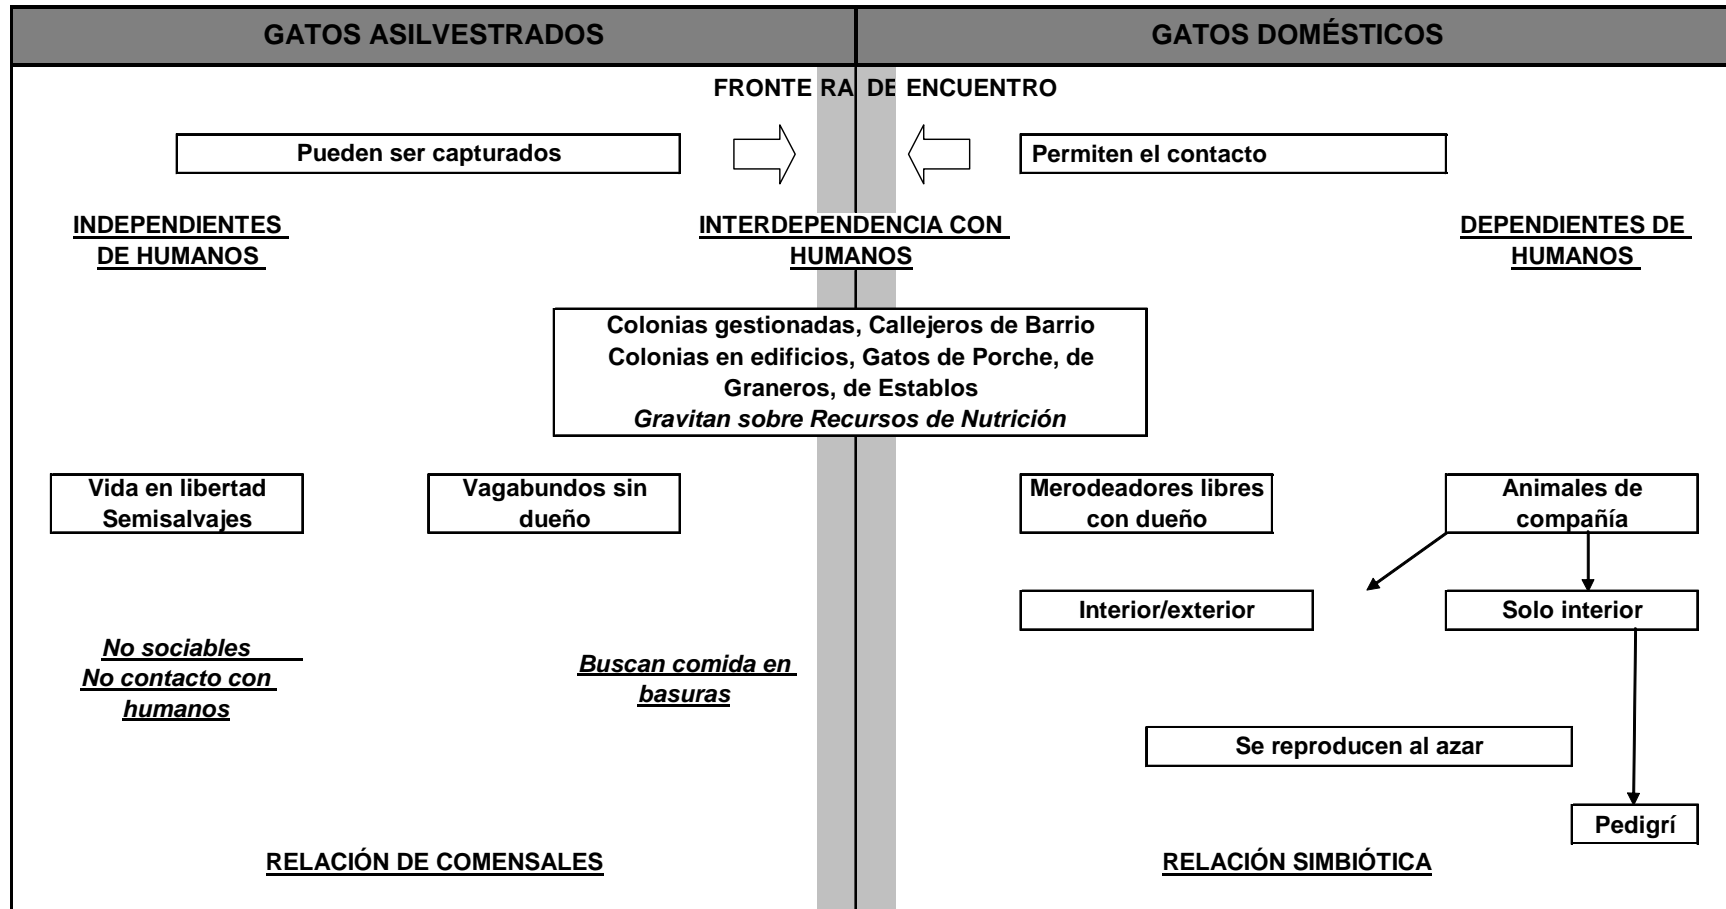 GATOS ASILVESTRADOS
GATOS DOMÉSTICOS
FRONTERA DE ENCUENTRO
Pueden ser capturados
Permiten el contacto
INDEPENDIENTES
DE HUMANOS
INTERDEPENDENCIA CON
HUMANOS
DEPENDIENTES DE
HUMANOS
Colonias gestionadas, Callejeros de Barrio
Colonias en edificios, Gatos de Porche, de
Graneros, de Establos
Gravitan sobre Recursos de Nutrición
Vida en libertad
Semisalvajes
Vagabundos sin
dueño
Merodeadores libres
con dueño
Animales de
compañía
Interior/exterior
Solo interior
No sociables
No contacto con
humanos
Buscan comida en
basuras
Se reproducen al azar
Pedigrí
RELACIÓN DE COMENSALES
RELACIÓN SIMBIÓTICA